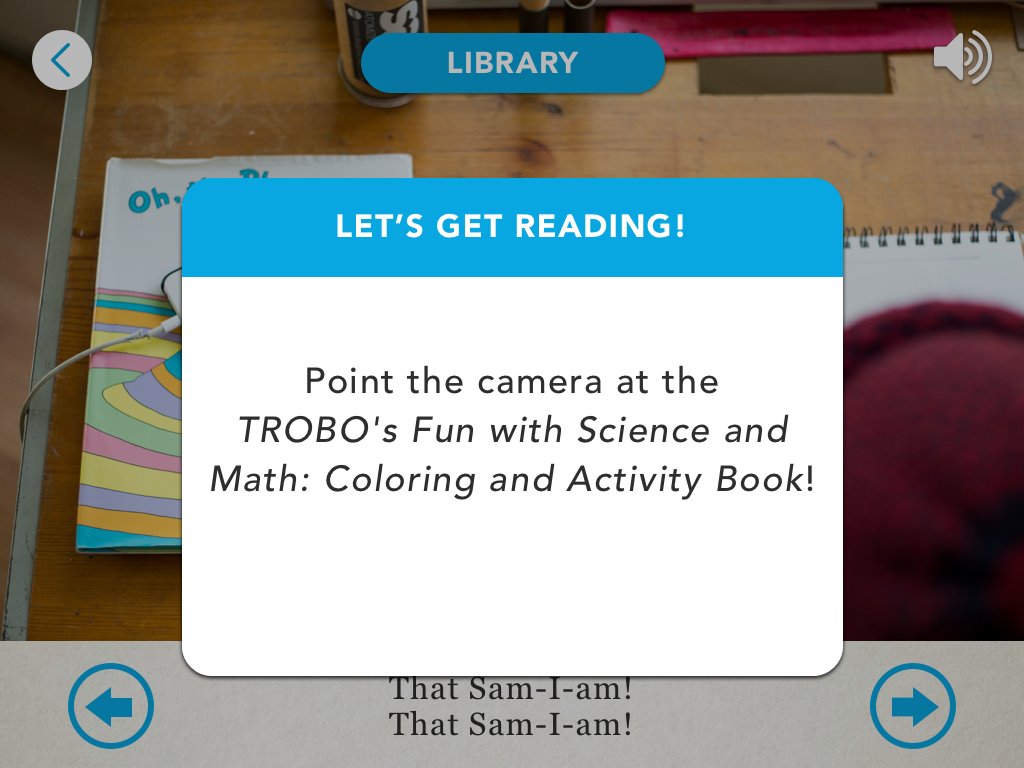 LIBRARY
Oh,
LET’S GET READING!
Point the camera at the
TROBO's Fun with Science and
Math: Coloring and Activity Book!
That Sam-I-am!
That Sam-I-am!